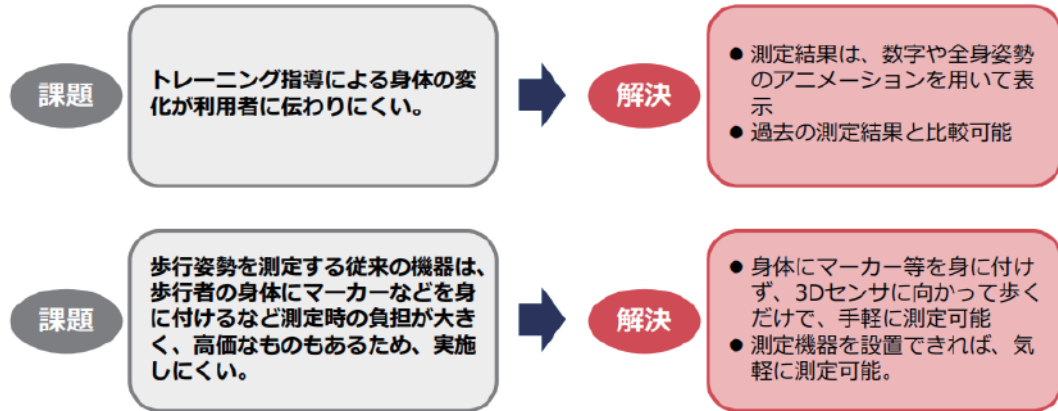 課題
トレーニング指導による身体の変
化が利用者に伝わりにくい。
解決
● 測定結果は、数字や全身姿勢
のアニメーションを用いて表
示
● 過去の測定結果と比較可能
課題
歩行姿勢を測定する従来の機器は、
歩行者の身体にマーカーなどを身
に付けるなど測定時の負担が大き
く、高価なものもあるため、実施
しにくい。
解決
● 身体にマーカー等を身に付け
ず、3Dセンサに向かって歩く
だけで、手軽に測定可能
● 測定機器を設置できれば、気
軽に測定可能。